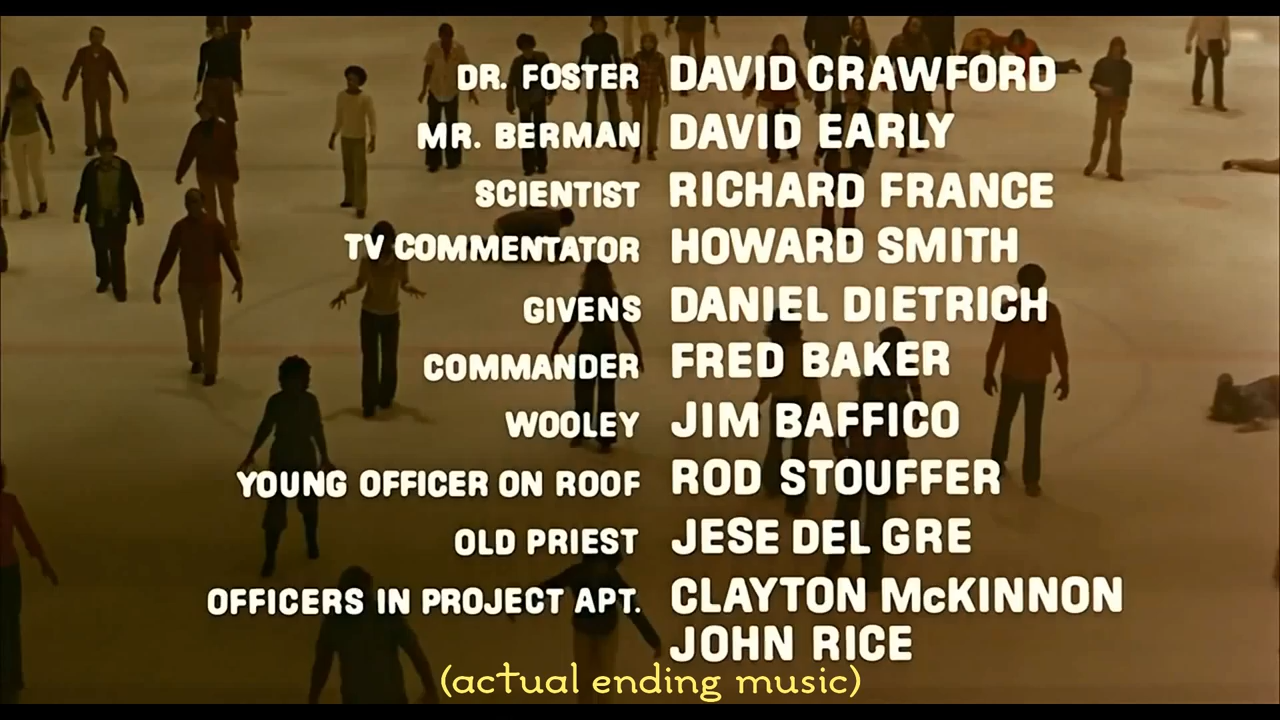 DR. FOSTER DAVID CRAWFORD
MR. BERMAN DAVID EARLY
SCIENTIST RICHARD FRANCE
TV COMMENTATOR HOWARD SMITH
GIVENS DANIEL DIETRICH
COMMANDER FRED BAKER
WOOLEY JIM BAFFICO
YOUNG OFFICER ON ROOF ROD STOUFFER
OLD PRIEST JESE DEL GRE
OFFICERS IN PROJECT APT. CLAYTON McKINNON
JOHN RICE
(actual ending music)